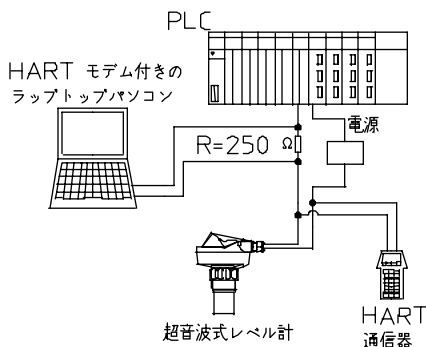 PLC
HART モデム付きの
ラップトップパソコン
電源
R=250 Ω
超音波式レベル計
HART
通信器